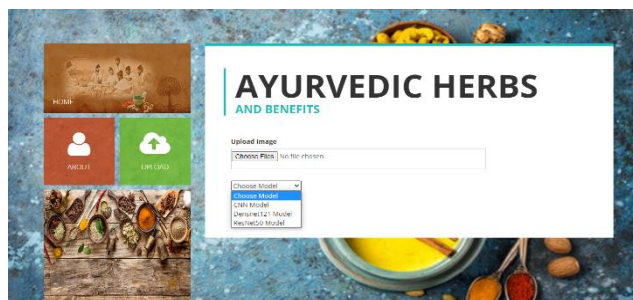 HOME
ABOUT
UPLOAD
AYURVEDIC HERBS
AND BENEFITS
Upload Image
Choose Files No file chosen
Choose Model
Choose Model
CNN Model
Densnet121 Model
ResNet50 Model